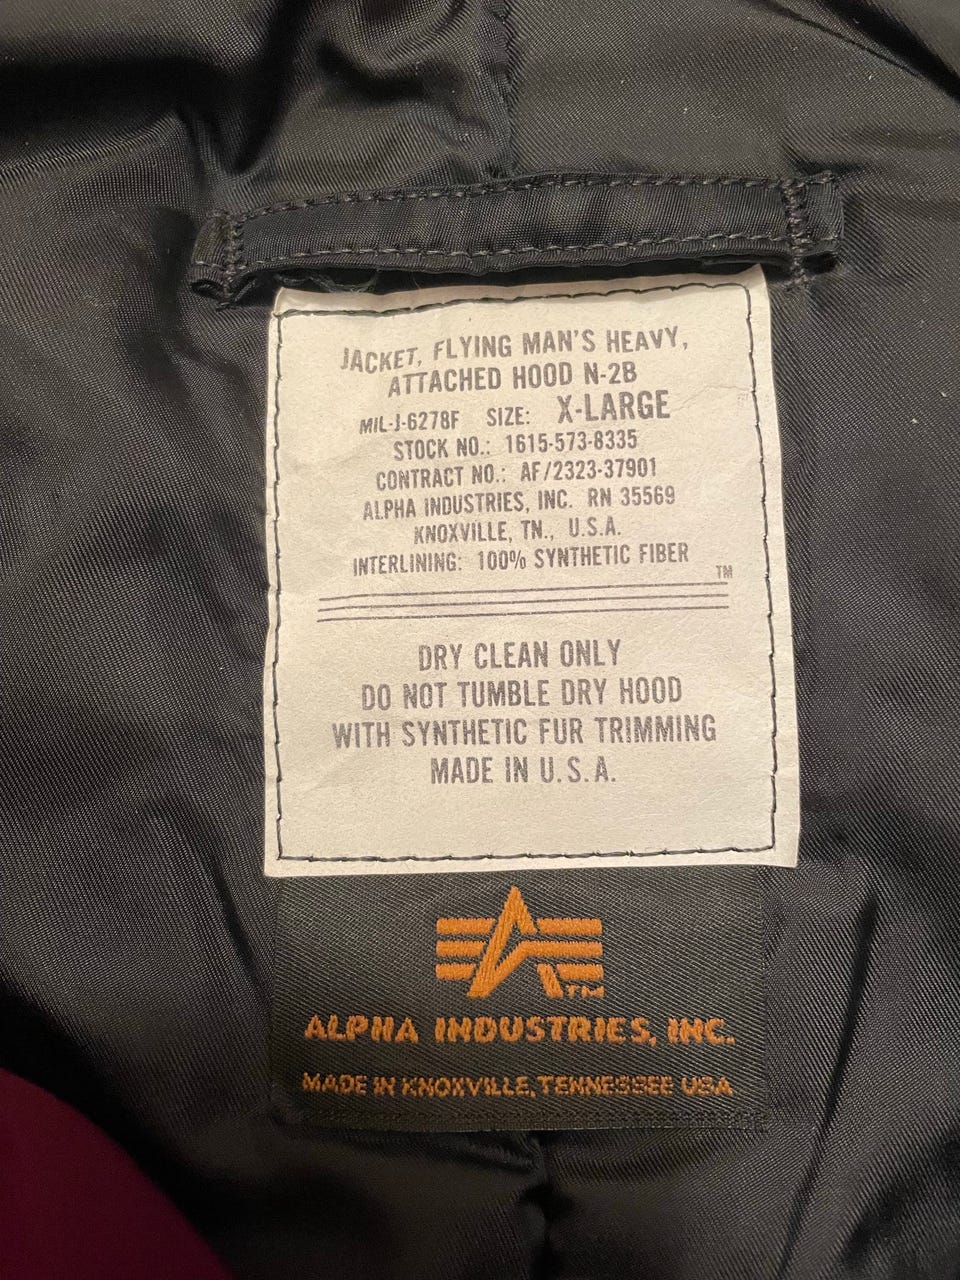 JACKET, FLYING MAN'S HEAVY,
ATTACHED HOOD N-2B
MIL-J-6278F SIZE: X-LARGE
STOCK NO.: 1615-573-8335
CONTRACT NO.: AF/2323-37901
ALPHA INDUSTRIES, INC. RN 35569
KNOXVILLE, TN., U.S.A.
INTERLINING: 100% SYNTHETIC FIBER
TM
DRY CLEAN ONLY
DO NOT TUMBLE DRY HOOD
WITH SYNTHETIC FUR TRIMMING
MADE IN U.S.A.
TM
ALPHA INDUSTRIES, INC.
MADE IN KNOXVILLE, TENNESSEE USA